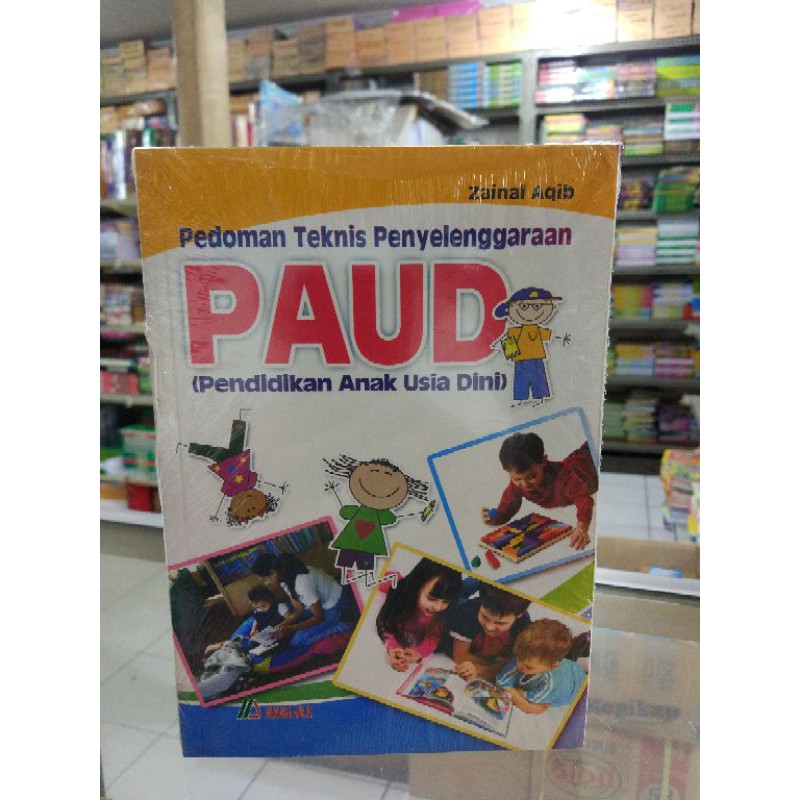 Zainal Aqib
Pedoman Teknis Penyelenggaraan
PAUD
(Pendidikan Anak Usia Dini)